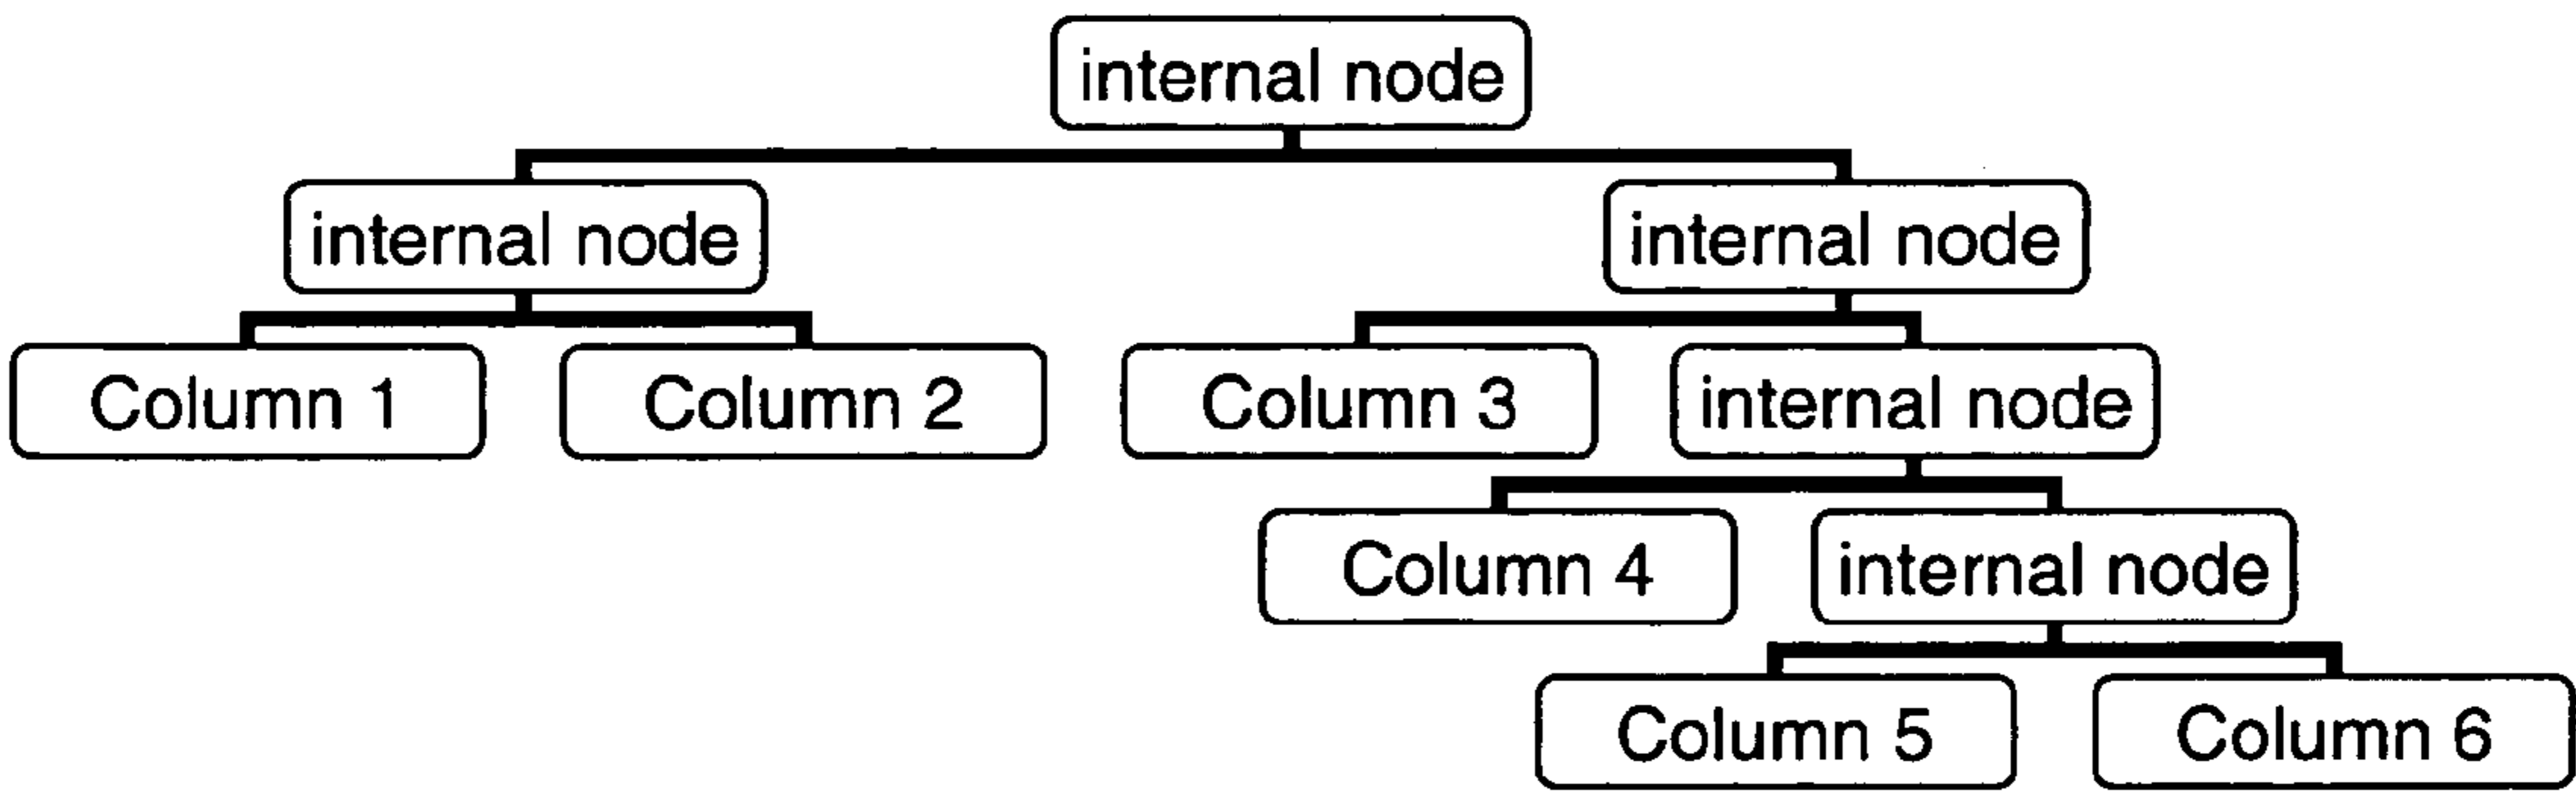 internal node
internal node internal node
Column 1 Column 2 Column 3 internal node
Column 4 internal node
Column 5 Column 6